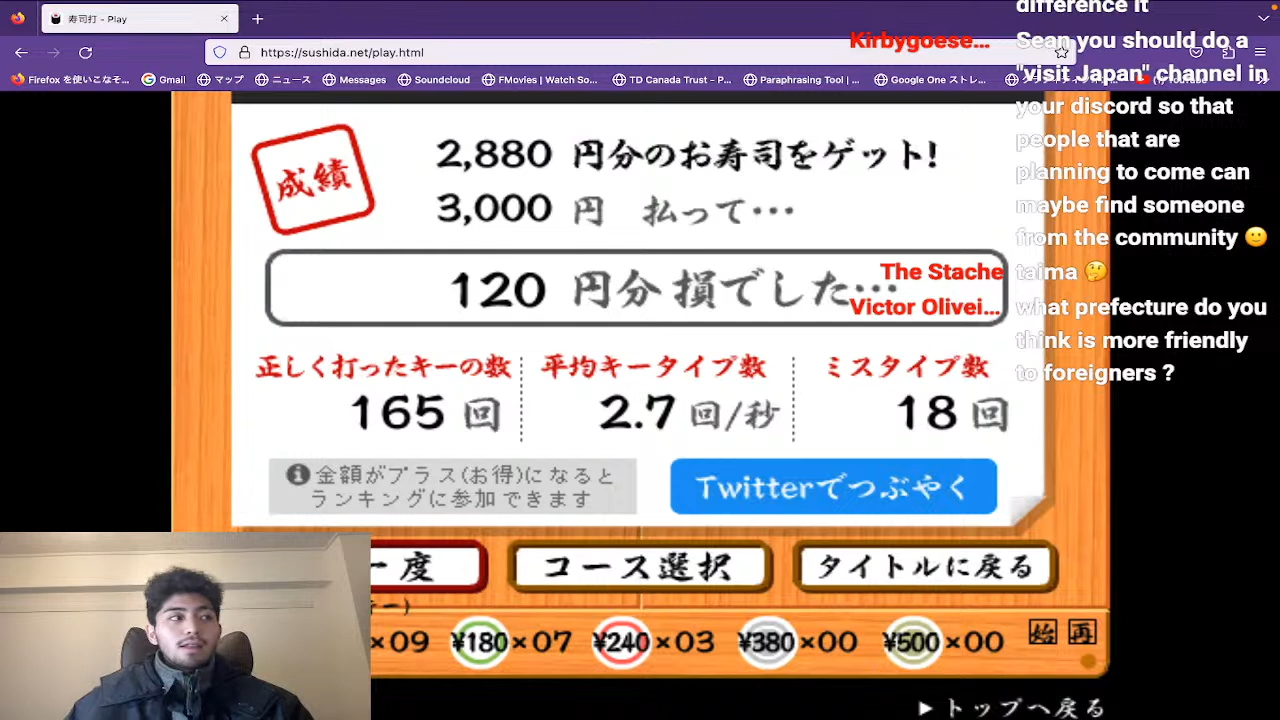 寿司打 - Play
https://sushida.net/play.html
Firefox を使いこなそ…
Gmail
マップ
ニュース
Messages
Soundcloud
FMovies | Watch So…
TD Canada Trust - P…
Paraphrasing Tool |…
Google One ストレ…
difference it
Kirbygoese…
Sean you should do a
"visit Japan" channel in
your discord so that
people that are
planning to come can
maybe find someone
from the community 🙂
The Stache
taima 🤔
Victor Olivei…
what prefecture do you
think is more friendly
to foreigners ?
成績
2,880 円分のお寿司をゲット!
3,000 円 払って…
120 円分 損でした…
正しく打ったキーの数
平均キータイプ数
ミスタイプ数
165 回
2.7 回/秒
18 回
金額がプラス(お得)になると
ランキングに参加できます
Twitterでつぶやく
一度
コース選択
タイトルに戻る
×09
¥180×07
¥240×03
¥380×00
¥500×00
始
再
▶トップへ戻る